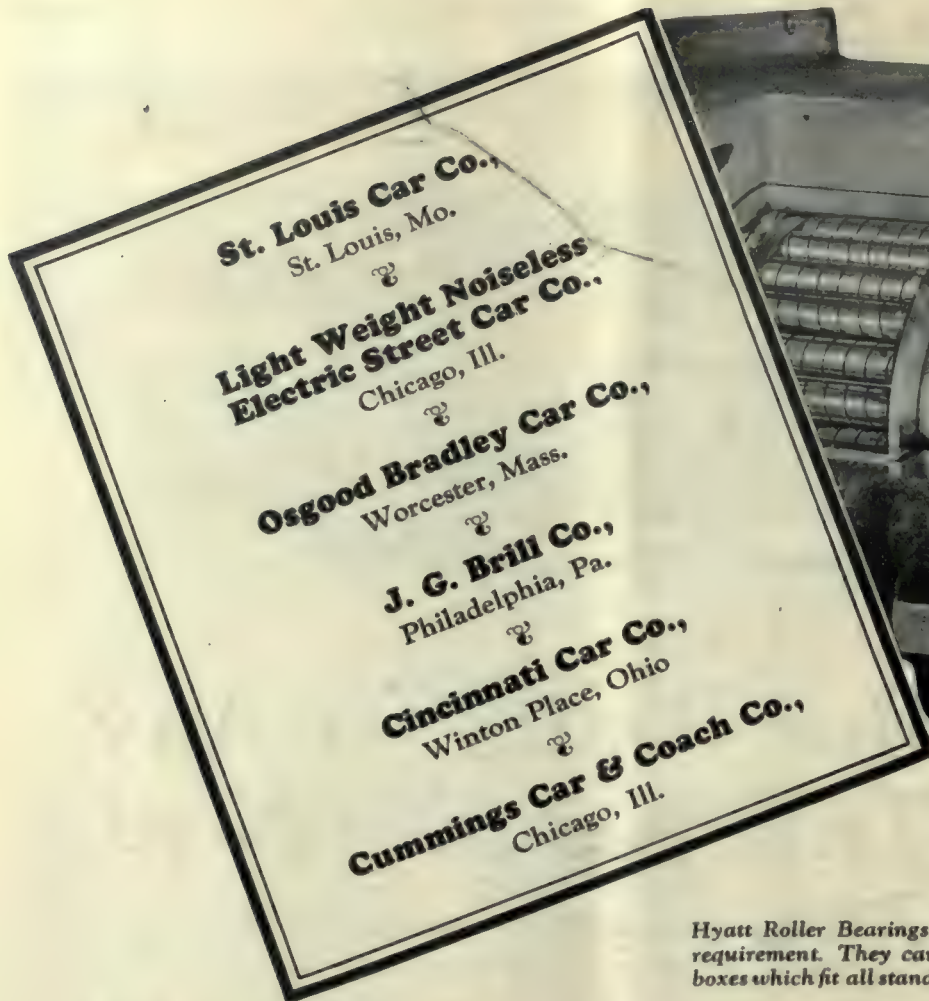 St. Louis Car Co.,
St. Louis, Mo.
Light Weight Noiseless
Electric Street Car Co.,
Chicago, Ill.
Osgood Bradley Car Co.,
Worcester, Mass.
J. G. Brill Co.,
Philadelphia, Pa.
Cincinnati Car Co.,
Winton Place, Ohio
Cummings Car & Coach Co.,
Chicago, Ill.
Hyatt Roller Bearings
requirement. They can
boxes which fit all stand